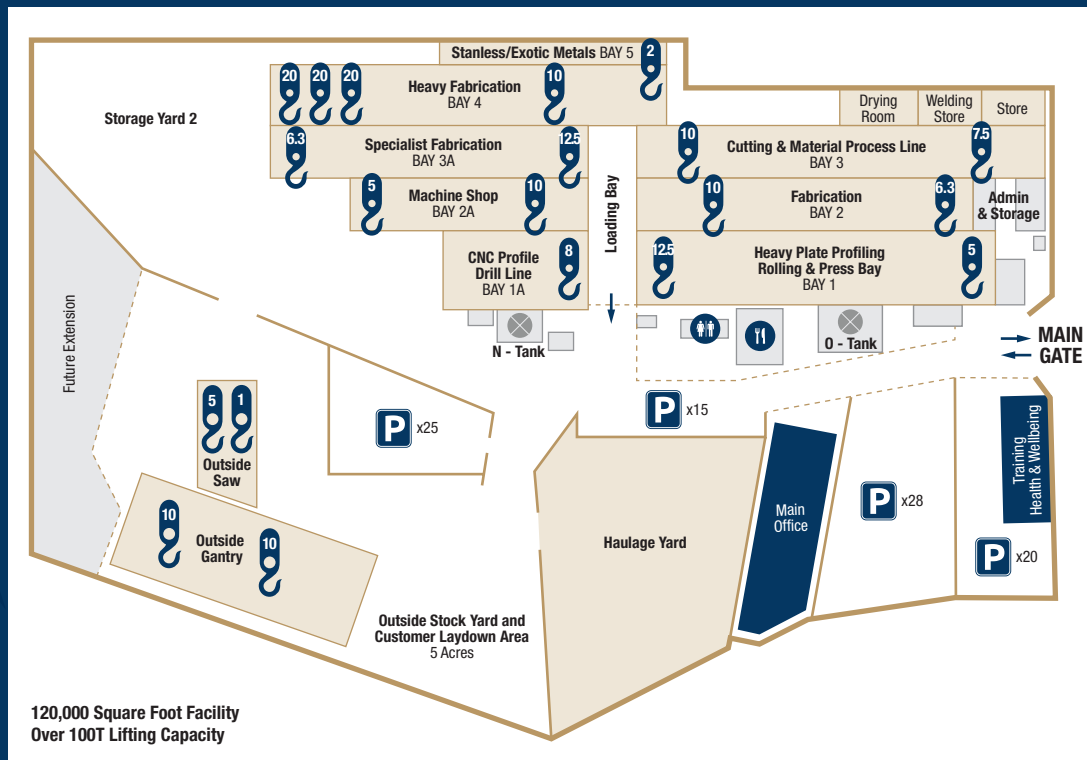 Stanless/Exotic Metals BAY 5
2
20
20
20
Heavy Fabrication
BAY 4
10
Storage Yard 2
Drying
Room
Welding
Store
Store
6.3
Specialist Fabrication
BAY 3A
12.5
10
Cutting & Material Process Line
BAY 3
7.5
5
Machine Shop
BAY 2A
10
Loading Bay
10
Fabrication
BAY 2
6.3
Admin
& Storage
CNC Profile
Drill Line
BAY 1A
8
12.5
Heavy Plate Profiling
Rolling & Press Bay
BAY 1
5
N - Tank
O - Tank
MAIN
GATE
Future Extension
P x25
P x15
5
1
Outside
Saw
Training
Health & Wellbeing
P x28
Main
Office
10
Outside
Gantry
10
Haulage Yard
P x20
Outside Stock Yard and
Customer Laydown Area
5 Acres
120,000 Square Foot Facility
Over 100T Lifting Capacity